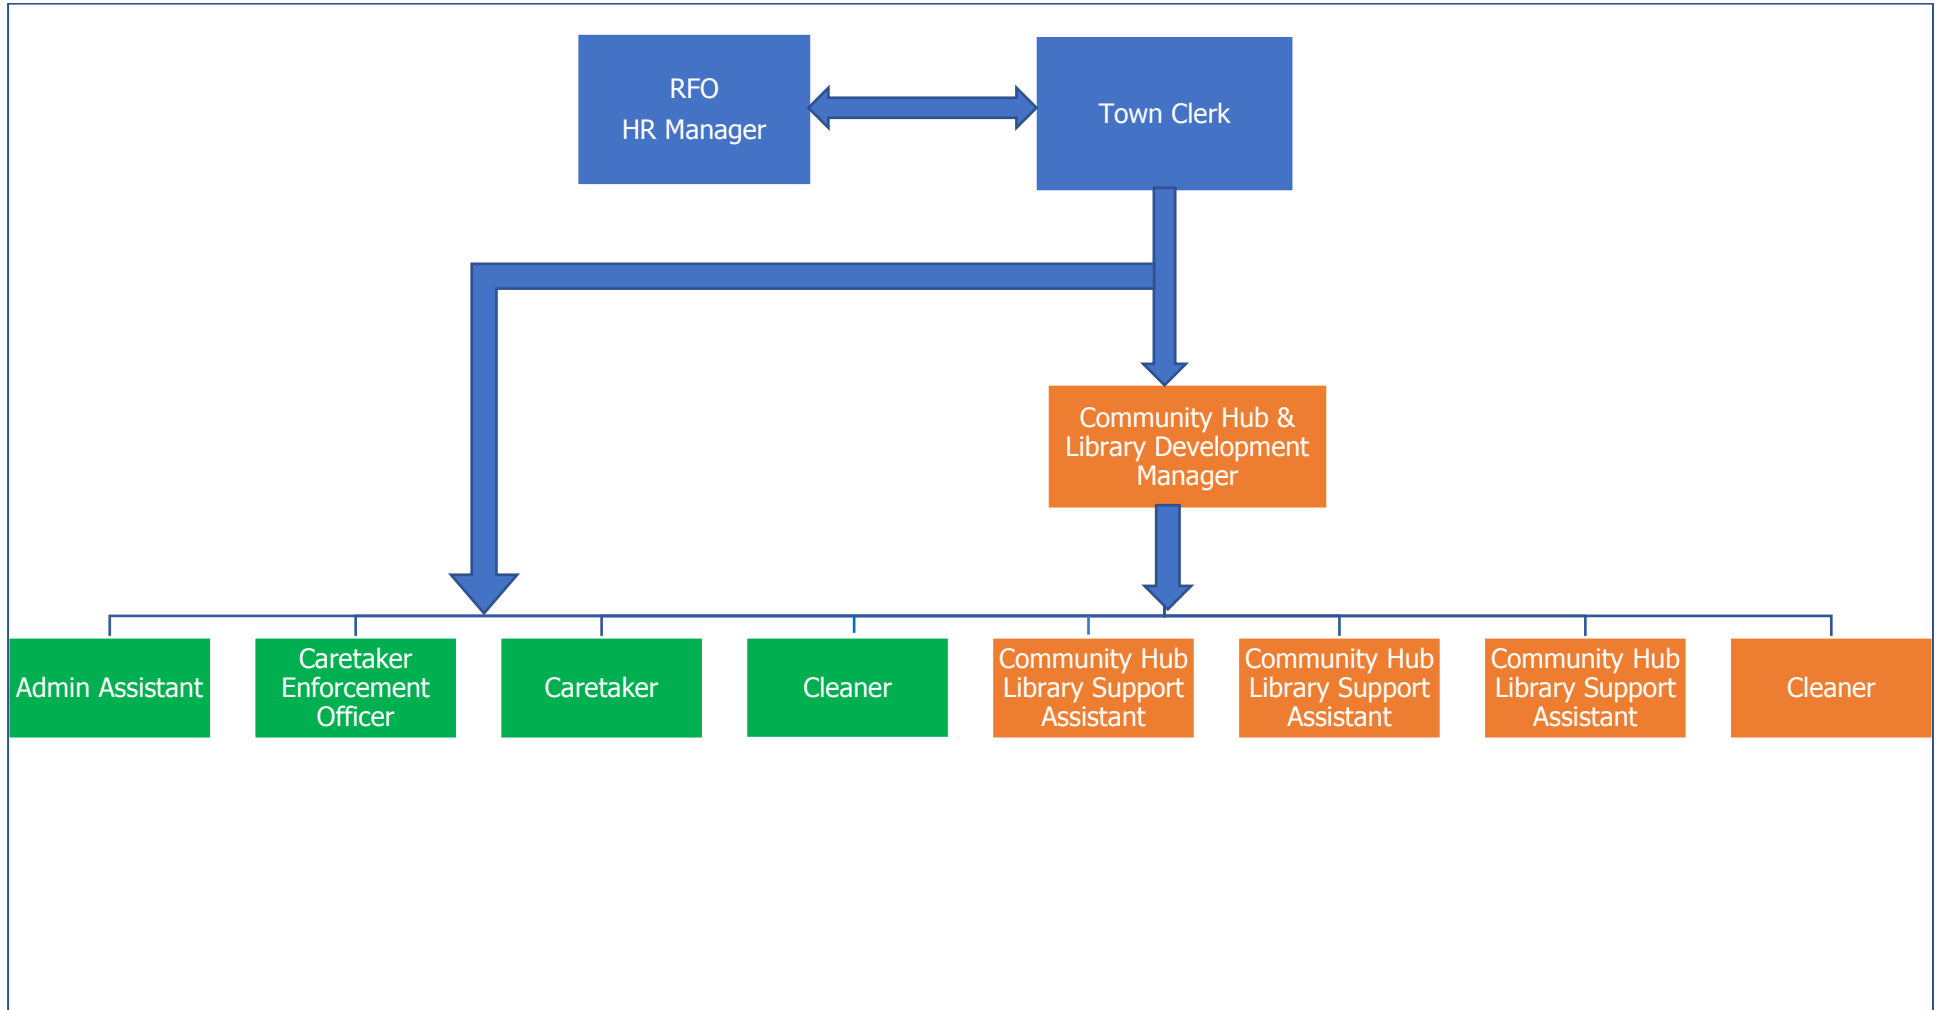 RFO
HR Manager
Town Clerk
Community Hub &
Library Development
Manager
Admin Assistant
Caretaker
Enforcement
Officer
Caretaker
Cleaner
Community Hub
Library Support
Assistant
Community Hub
Library Support
Assistant
Community Hub
Library Support
Assistant
Cleaner